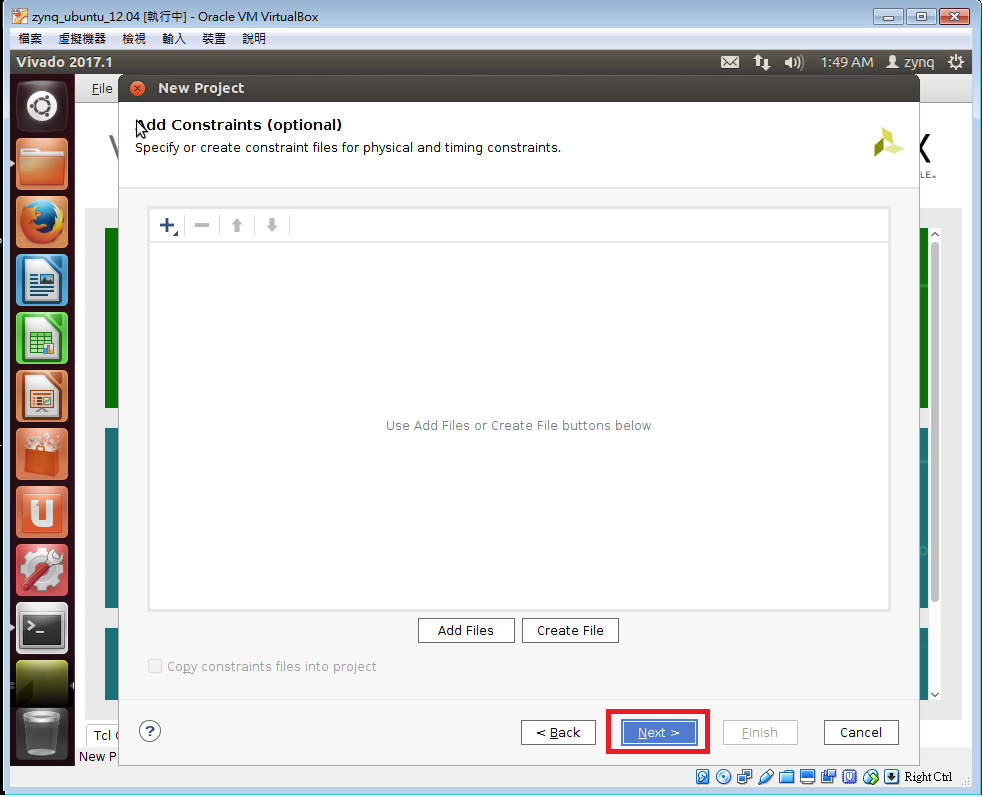 zynq_ubuntu_12.04 [執行中] - Oracle VM VirtualBox
檔案 虛擬機器 檢視 輸入 裝置 說明
Vivado 2017.1 1:49 AM zynq
File New Project
Add Constraints (optional)
Specify or create constraint files for physical and timing constraints.
Use Add Files or Create File buttons below
Add Files Create File
Copy constraints files into project
? < Back Next > Finish Cancel
Tcl
New P
Right Ctrl